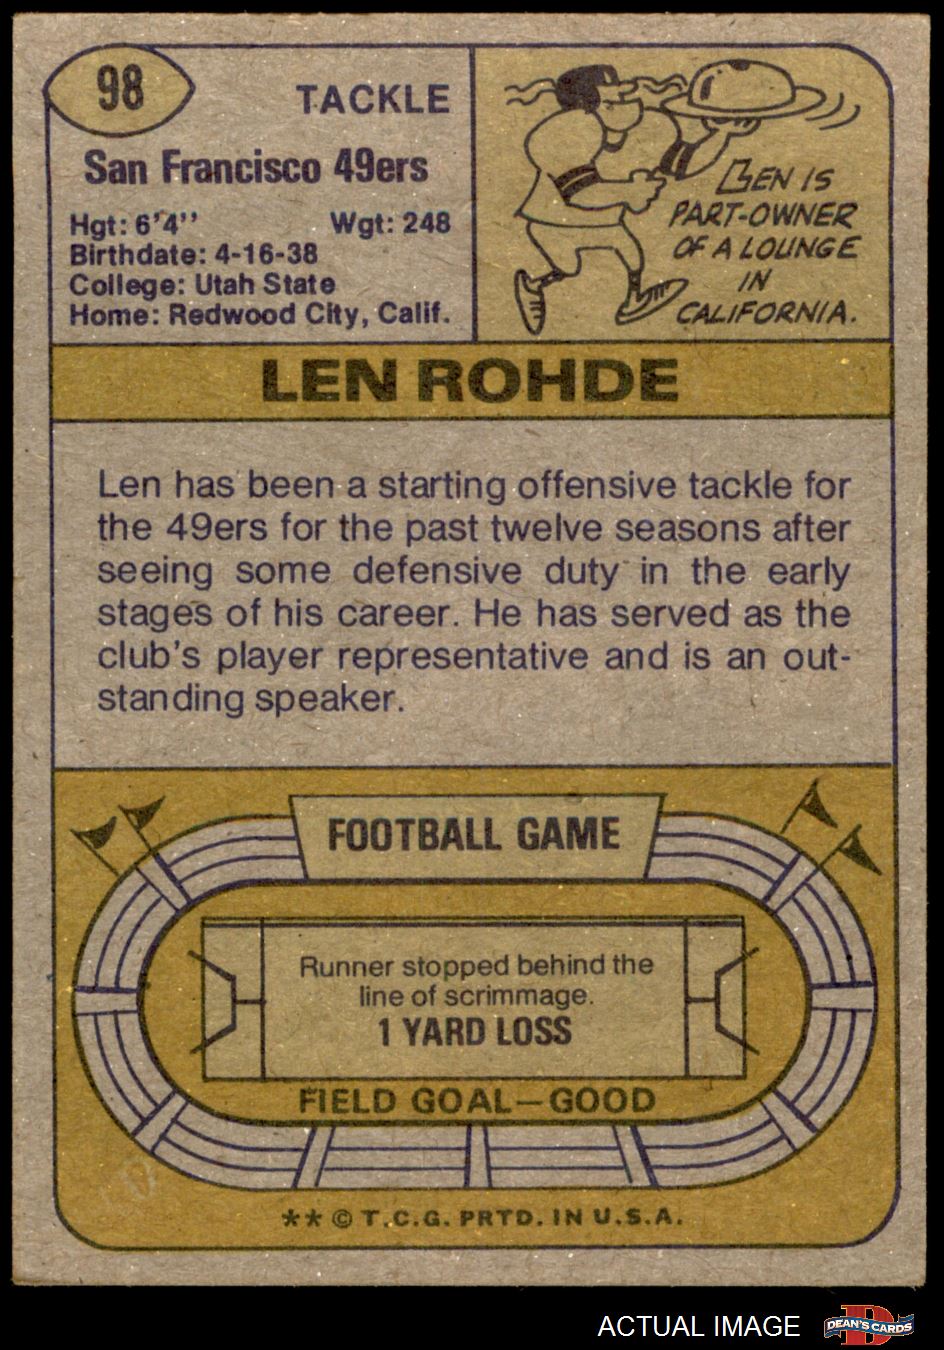 98
TACKLE
San Francisco 49ers
Hgt: 6'4'' Wgt: 248
Birthdate: 4-16-38
College: Utah State
Home: Redwood City, Calif.
BEN IS
PART-OWNER
OF A LOUNGE
IN
CALIFORNIA.
LEN ROHDE
Len has been a starting offensive tackle for
the 49ers for the past twelve seasons after
seeing some defensive duty in the early
stages of his career. He has served as the
club's player representative and is an out-
standing speaker.
FOOTBALL GAME
Runner stopped behind the
line of scrimmage.
1 YARD LOSS
FIELD GOAL—GOOD
** © T.C.G. PRTD. IN U.S.A.
ACTUAL IMAGE
D
DEAN'S CARDS